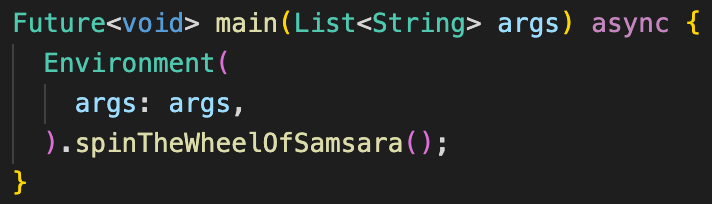 Future<void> main(List<String> args) async {
  Environment(
    args: args,
  ).spinTheWheelOfSamsara();
}